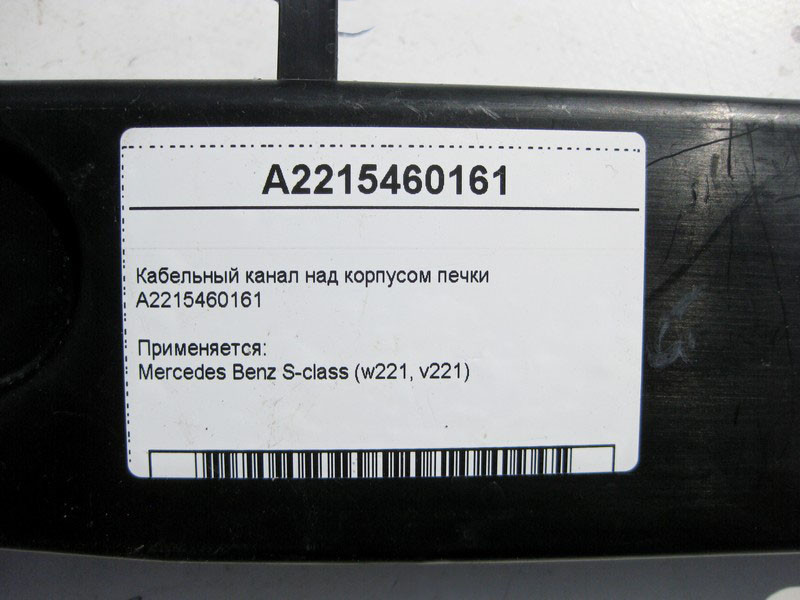 A2215460161
Кабельный канал над корпусом печки
A2215460161
Применяется:
Mercedes Benz S-class (w221, v221)